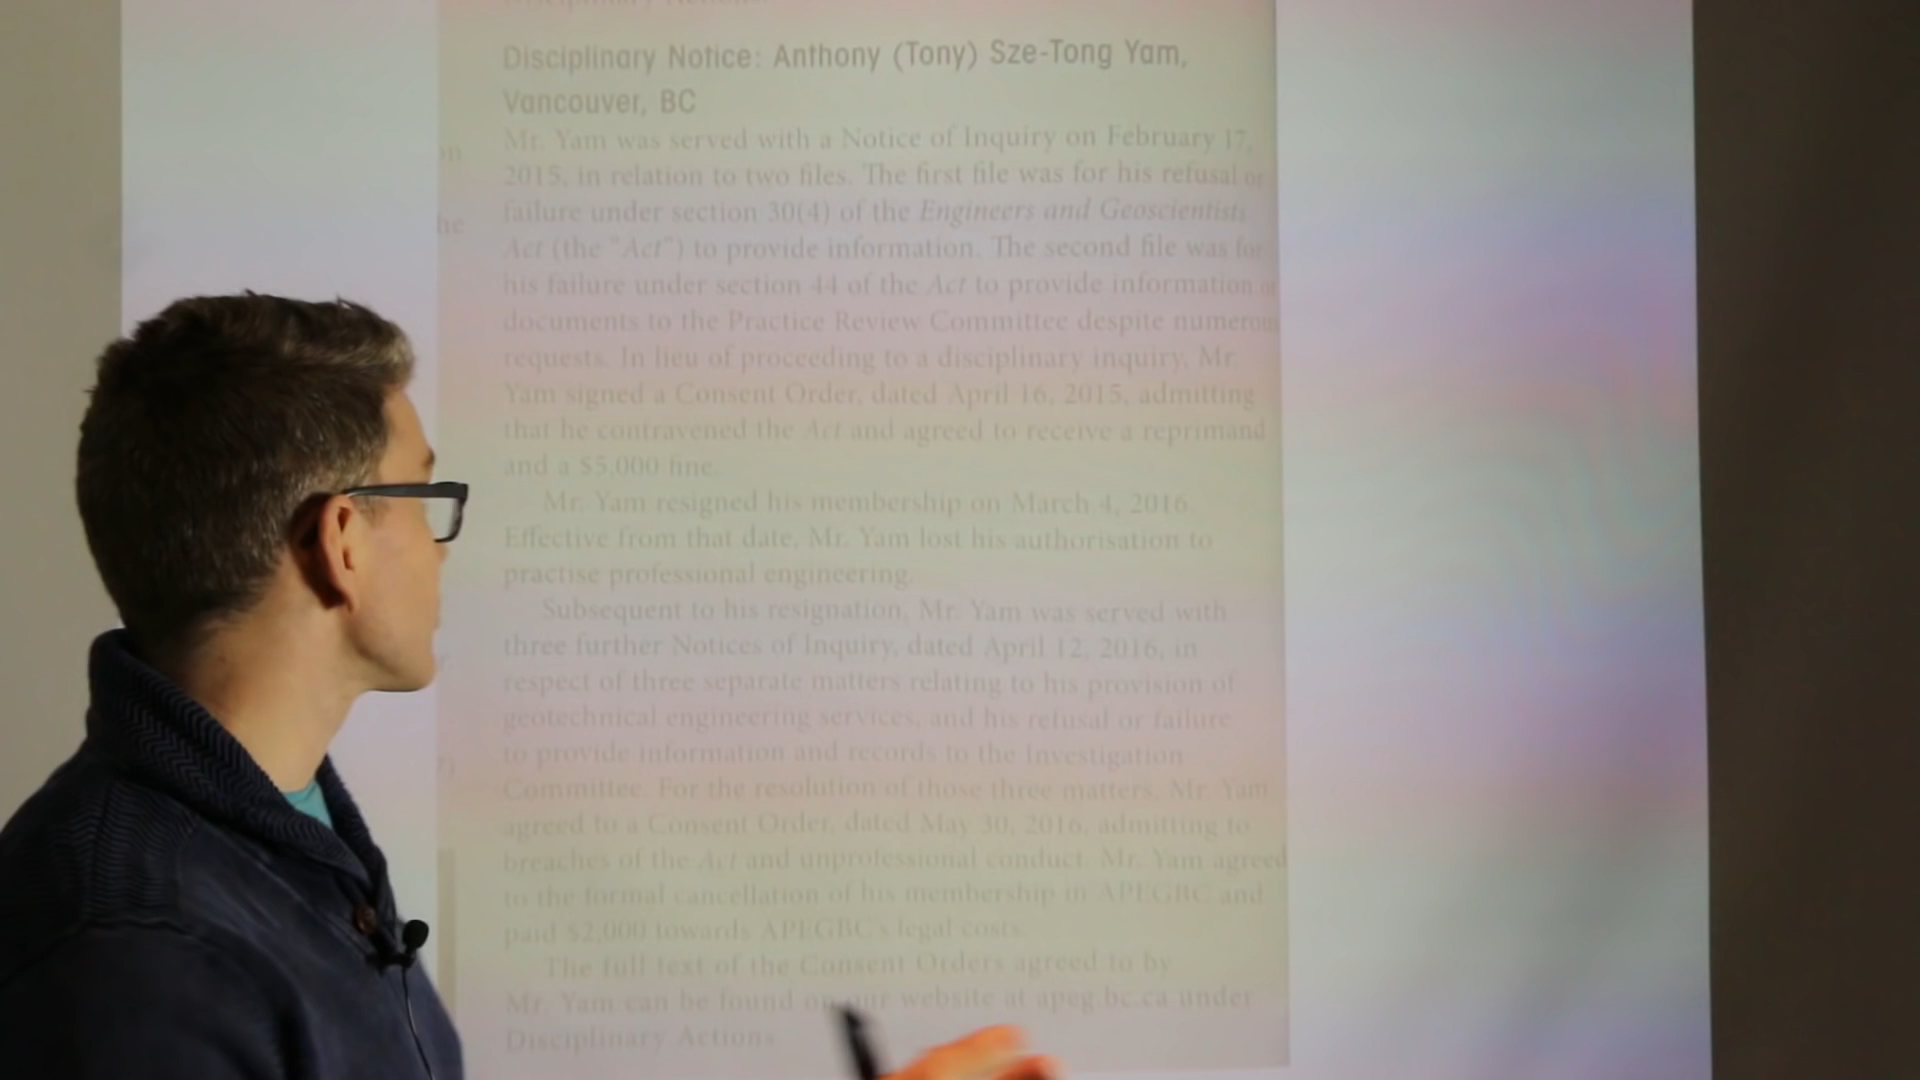 Disciplinary Actions.
Disciplinary Notice: Anthony (Tony) Sze-Tong Yam,
Vancouver, BC
Mr. Yam was served with a Notice of Inquiry on February 17,
2015, in relation to two files. The first file was for his refusal or
failure under section 30(4) of the Engineers and Geoscientists
Act (the "Act") to provide information. The second file was for
his failure under section 44 of the Act to provide information or
documents to the Practice Review Committee despite numerous
requests. In lieu of proceeding to a disciplinary inquiry, Mr.
Yam signed a Consent Order, dated April 16, 2015, admitting
that he contravened the Act and agreed to receive a reprimand
and a $5,000 fine.
Mr. Yam resigned his membership on March 4, 2016.
Effective from that date, Mr. Yam lost his authorisation to
practise professional engineering.
Subsequent to his resignation, Mr. Yam was served with
three further Notices of Inquiry, dated April 12, 2016, in
respect of three separate matters relating to his provision of
geotechnical engineering services, and his refusal or failure
to provide information and records to the Investigation
Committee. For the resolution of those three matters, Mr. Yam
agreed to a Consent Order, dated May 30, 2016, admitting to
breaches of the Act and unprofessional conduct. Mr. Yam agreed
to the formal cancellation of his membership in APEGBC and
paid $2,000 towards APEGBC's legal costs.
The full text of the Consent Orders agreed to by
Mr. Yam can be found on our website at apeg.bc.ca under
Disciplinary Actions